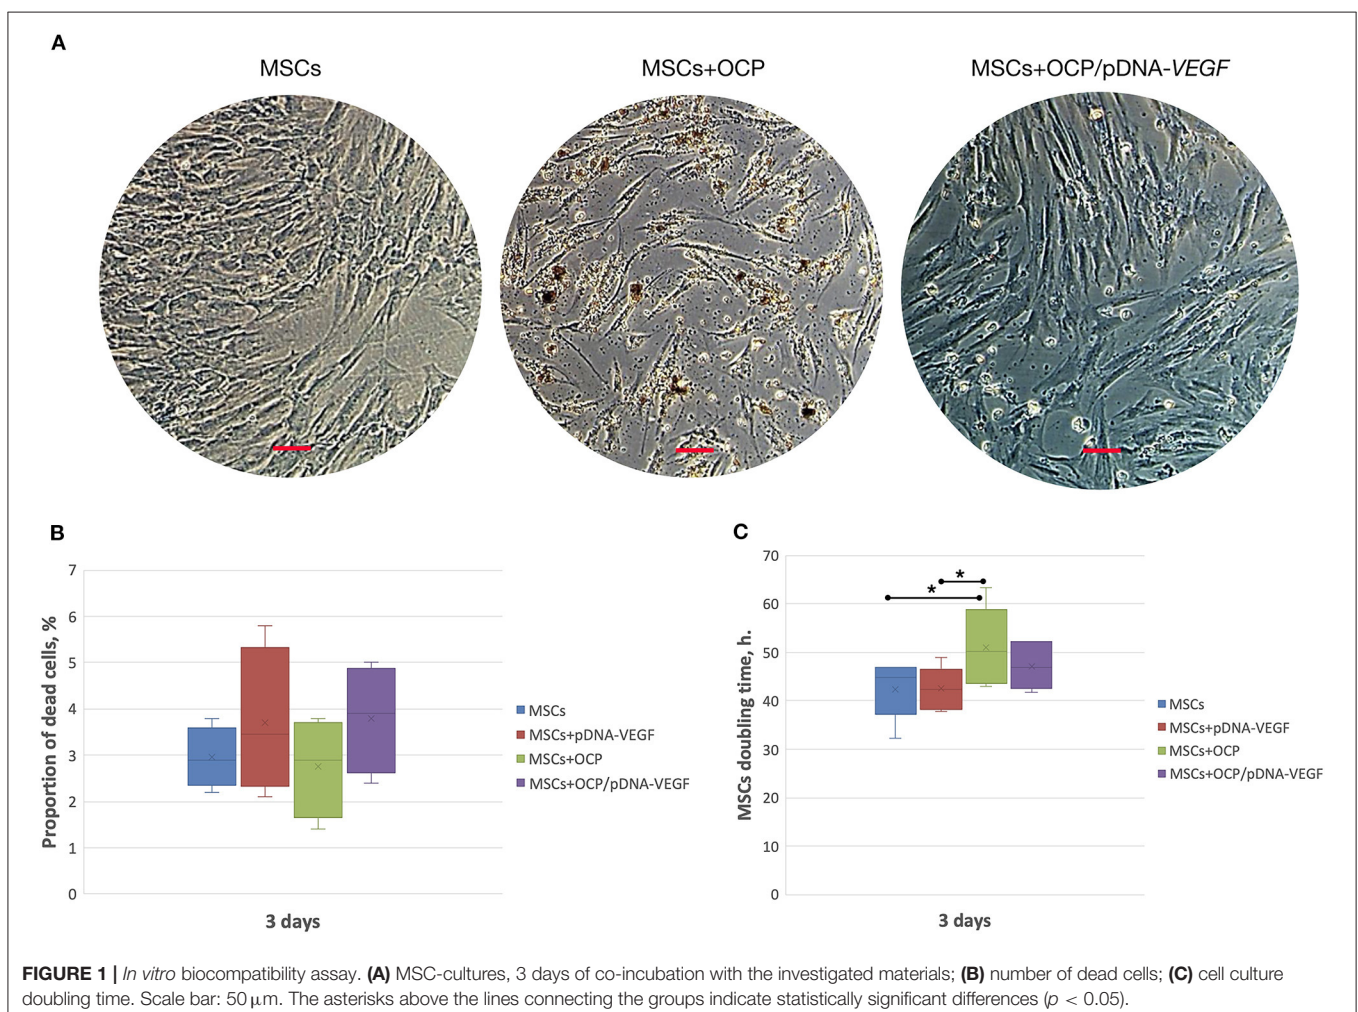 A
MSCs
MSCs+OCP
MSCs+OCP/pDNA-VEGF
B
7
6
5
4
3
2
1
0
Proportion of dead cells, %
3 days
MSCs
MSCs+pDNA-VEGF
MSCs+OCP
MSCs+OCP/pDNA-VEGF
C
70
60
50
40
30
20
10
0
MSCs doubling time, h.
*
*
3 days
MSCs
MSCs+pDNA-VEGF
MSCs+OCP
MSCs+OCP/pDNA-VEGF
FIGURE 1 | In vitro biocompatibility assay. (A) MSC-cultures, 3 days of co-incubation with the investigated materials; (B) number of dead cells; (C) cell culture
doubling time. Scale bar: 50 μm. The asterisks above the lines connecting the groups indicate statistically significant differences (p < 0.05).